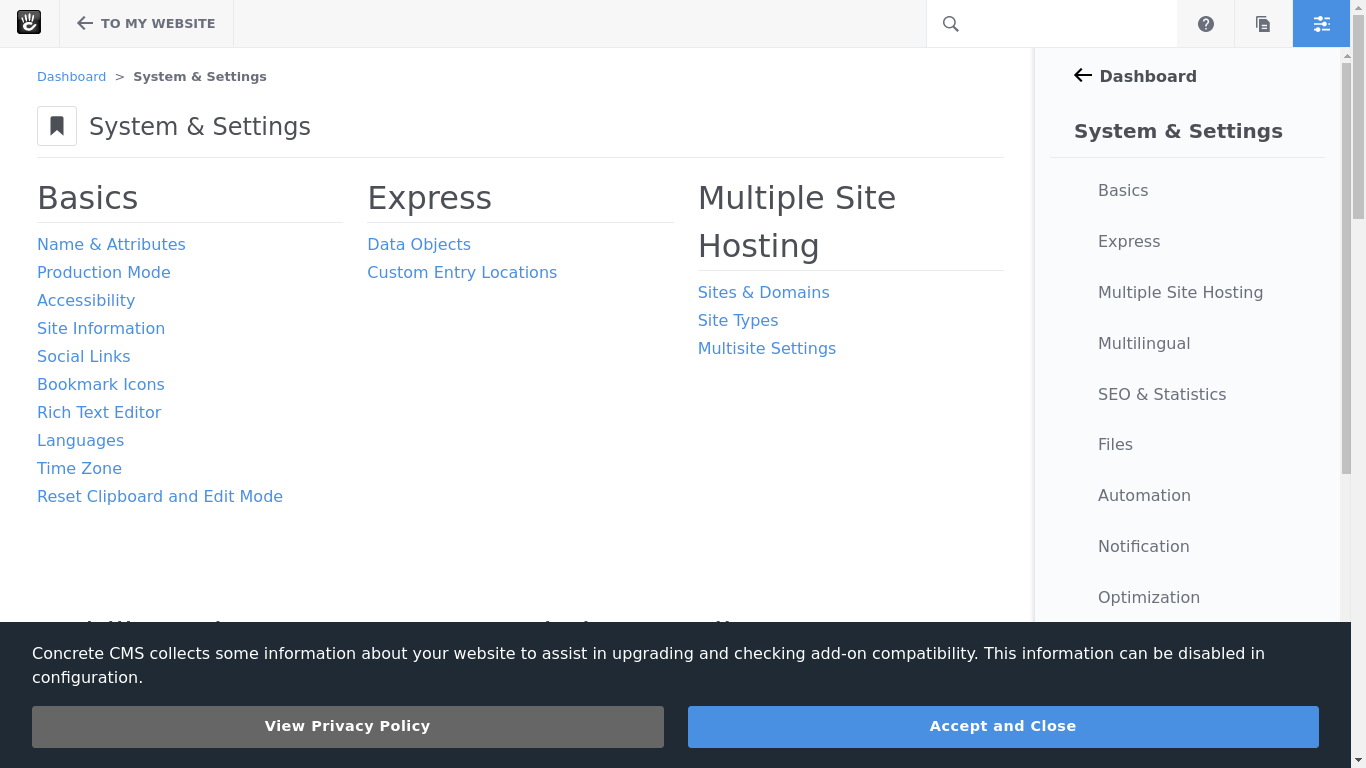 TO MY WEBSITE
Dashboard > System & Settings
System & Settings
Basics
Name & Attributes
Production Mode
Accessibility
Site Information
Social Links
Bookmark Icons
Rich Text Editor
Languages
Time Zone
Reset Clipboard and Edit Mode
Express
Data Objects
Custom Entry Locations
Multiple Site
Hosting
Sites & Domains
Site Types
Multisite Settings
Dashboard
System & Settings
Basics
Express
Multiple Site Hosting
Multilingual
SEO & Statistics
Files
Automation
Notification
Optimization
Concrete CMS collects some information about your website to assist in upgrading and checking add-on compatibility. This information can be disabled in
configuration.
View Privacy Policy
Accept and Close